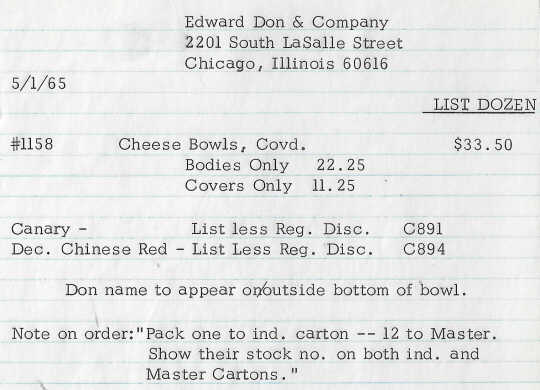 Edward Don & Company
2201 South LaSalle Street
Chicago, Illinois 60616
5/1/65
LIST DOZEN
#1158 Cheese Bowls, Covd. $33.50
Bodies Only 22.25
Covers Only 11.25
Canary - List less Reg. Disc. C891
Dec. Chinese Red - List Less Reg. Disc. C894
Don name to appear on/outside bottom of bowl.
Note on order:"Pack one to ind. carton -- 12 to Master.
Show their stock no. on both ind. and
Master Cartons."